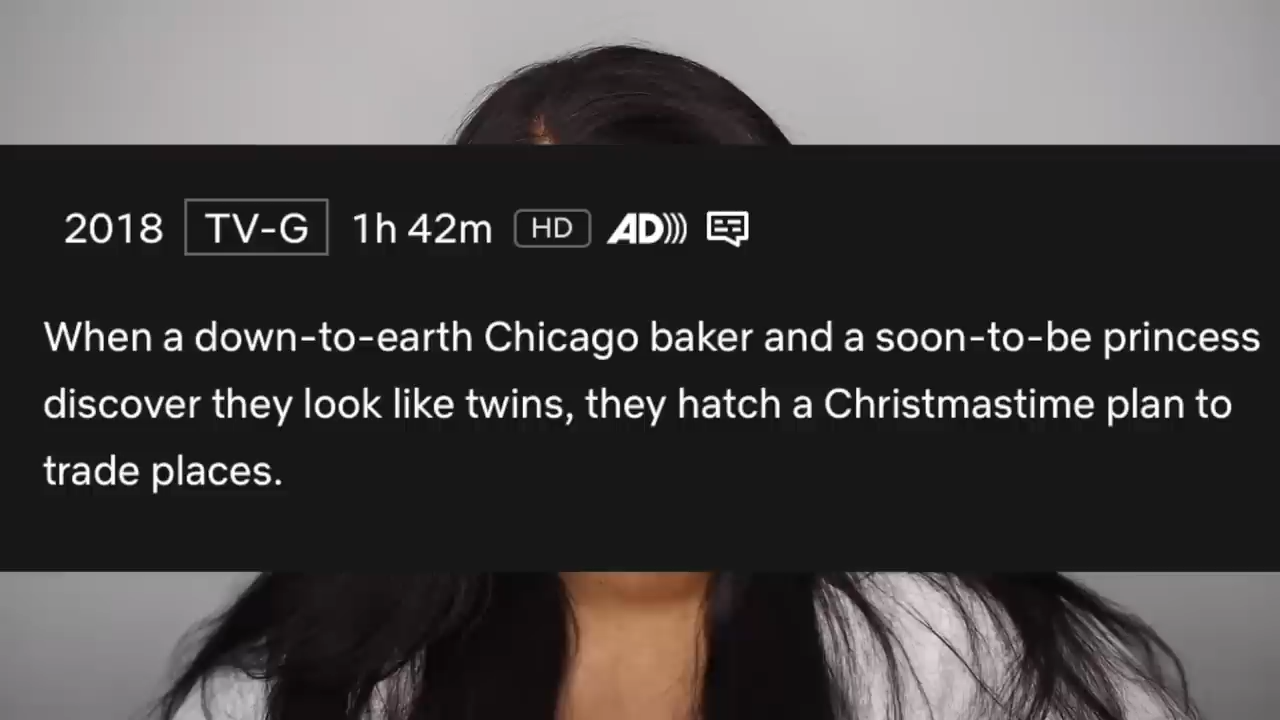 2018 TV-G 1h 42m HD AD)))
When a down-to-earth Chicago baker and a soon-to-be princess
discover they look like twins, they hatch a Christmastime plan to
trade places.